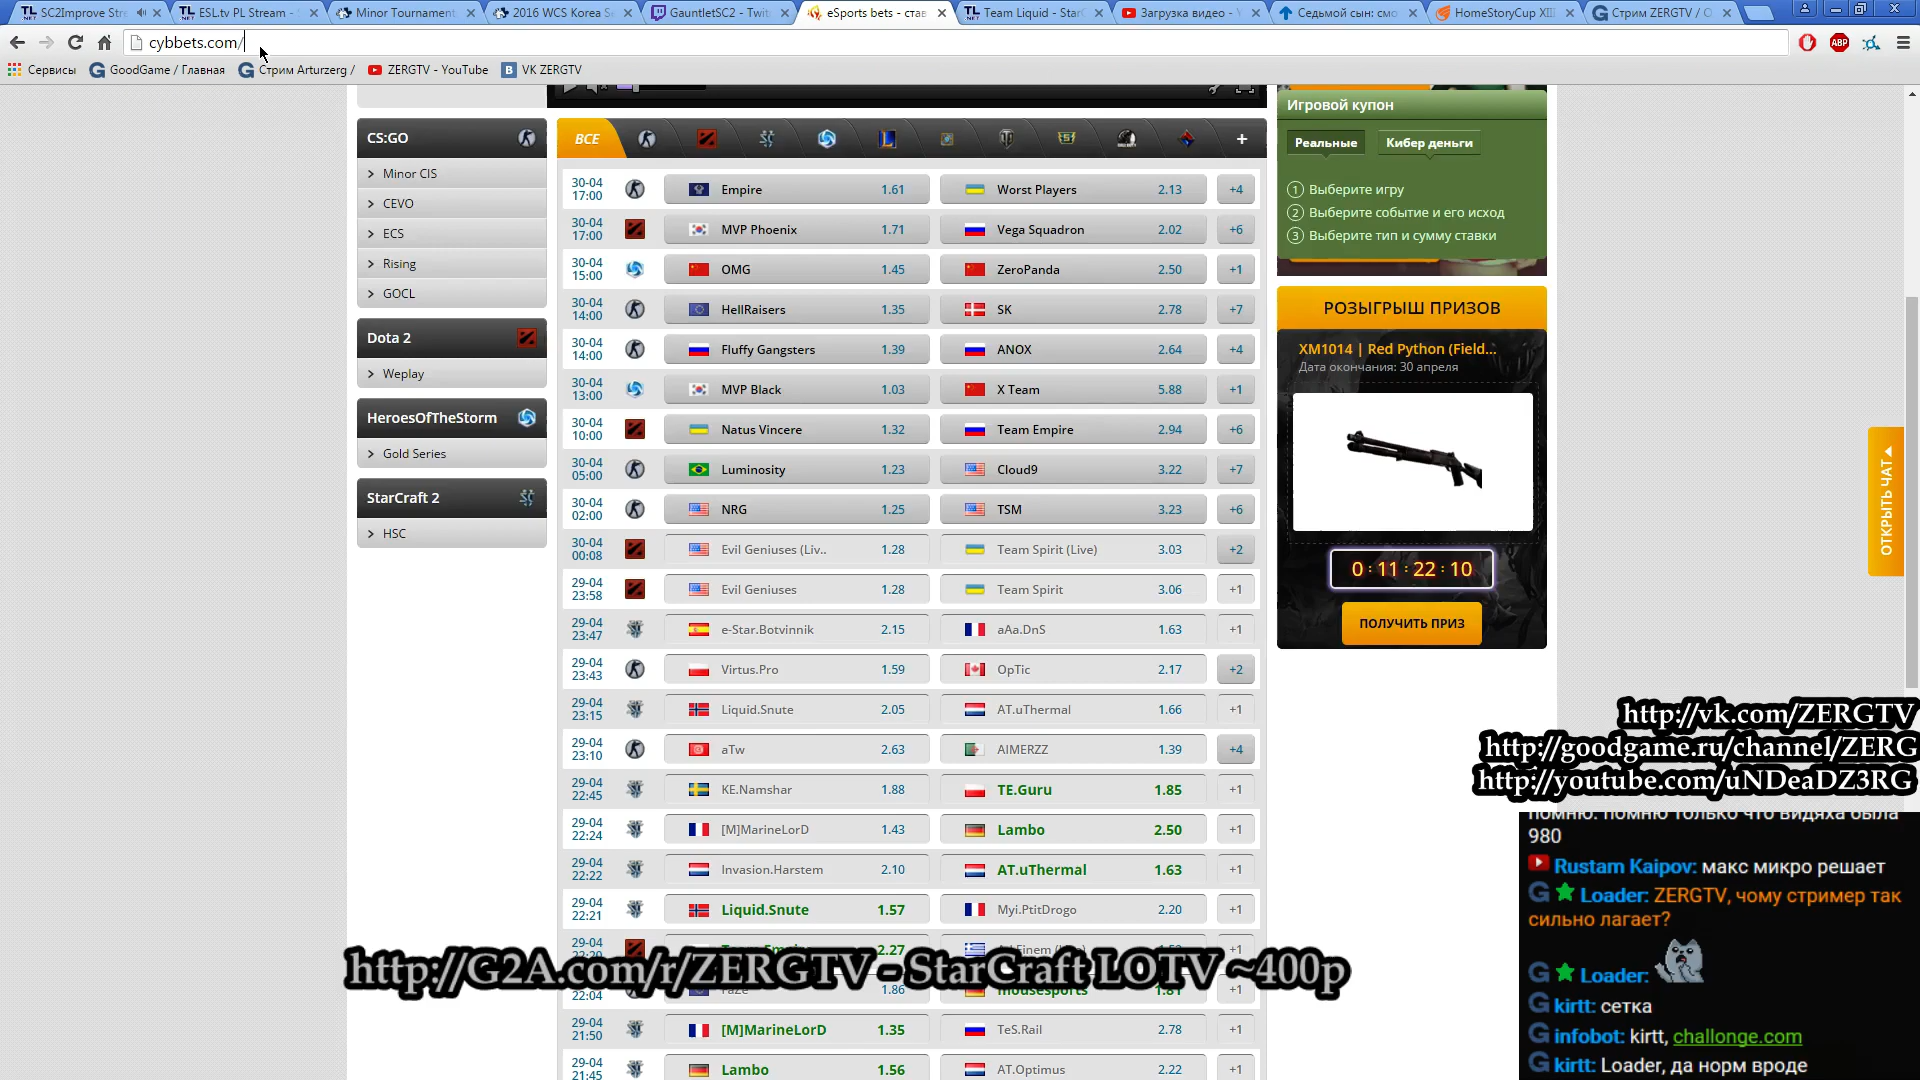 SC2Improve Stre
ESL.tv PL Stream -
Minor Tournament
2016 WCS Korea Se
GauntletSC2 - Twit
eSports bets - став
Team Liquid - Star
Загрузка видео - Y
Седьмой сын: смо
HomeStoryCup XIII
Стрим ZERGTV / О
cybbets.com/
Сервисы
GoodGame / Главная
Стрим Arturzerg /
ZERGTV - YouTube
VK ZERGTV
CS:GO
Minor CIS
CEVO
ECS
Rising
GOCL
Dota 2
Weplay
HeroesOfTheStorm
Gold Series
StarCraft 2
HSC
ВСЕ
+
30-04 17:00 Empire 1.61 Worst Players 2.13 +4
30-04 17:00 MVP Phoenix 1.71 Vega Squadron 2.02 +6
30-04 15:00 OMG 1.45 ZeroPanda 2.50 +1
30-04 14:00 HellRaisers 1.35 SK 2.78 +7
30-04 14:00 Fluffy Gangsters 1.39 ANOX 2.64 +4
30-04 13:00 MVP Black 1.03 X Team 5.88 +1
30-04 10:00 Natus Vincere 1.32 Team Empire 2.94 +6
30-04 05:00 Luminosity 1.23 Cloud9 3.22 +7
30-04 02:00 NRG 1.25 TSM 3.23 +6
30-04 00:08 Evil Geniuses (Liv.. 1.28 Team Spirit (Live) 3.03 +2
29-04 23:58 Evil Geniuses 1.28 Team Spirit 3.06 +1
29-04 23:47 e-Star.Botvinnik 2.15 aAa.DnS 1.63 +1
29-04 23:43 Virtus.Pro 1.59 OpTic 2.17 +2
29-04 23:15 Liquid.Snute 2.05 AT.uThermal 1.66 +1
29-04 23:10 aTw 2.63 AIMERZZ 1.39 +4
29-04 22:45 KE.Namshar 1.88 TE.Guru 1.85 +1
29-04 22:24 [M]MarineLorD 1.43 Lambo 2.50 +1
29-04 22:22 Invasion.Harstem 2.10 AT.uThermal 1.63 +1
29-04 22:21 Liquid.Snute 1.57 Myi.PtitDrogo 2.20 +1
29-04 2.27 +1
22:04 1.86 mousesports 1.81 +1
29-04 21:50 [M]MarineLorD 1.35 TeS.Rail 2.78 +1
29-04 21:45 Lambo 1.56 AT.Optimus 2.22 +1
http://G2A.com/r/ZERGTV - StarCraft LOTV ~400р
Игровой купон
Реальные
Кибер деньги
1 Выберите игру
2 Выберите событие и его исход
3 Выберите тип и сумму ставки
РОЗЫГРЫШ ПРИЗОВ
XM1014 | Red Python (Field...
Дата окончания: 30 апреля
0 : 11 : 22 : 10
ПОЛУЧИТЬ ПРИЗ
ОТКРЫТЬ ЧАТ
http://vk.com/ZERGTV
http://goodgame.ru/channel/ZERG
http://youtube.com/uNDeaDZ3RG
помню. помню только что видяха была
980
Rustam Kaipov: макс микро решает
Loader: ZERGTV, чому стример так
сильно лагает?
Loader:
kirtt: сетка
infobot: kirtt, challonge.com
kirtt: Loader, да норм вроде